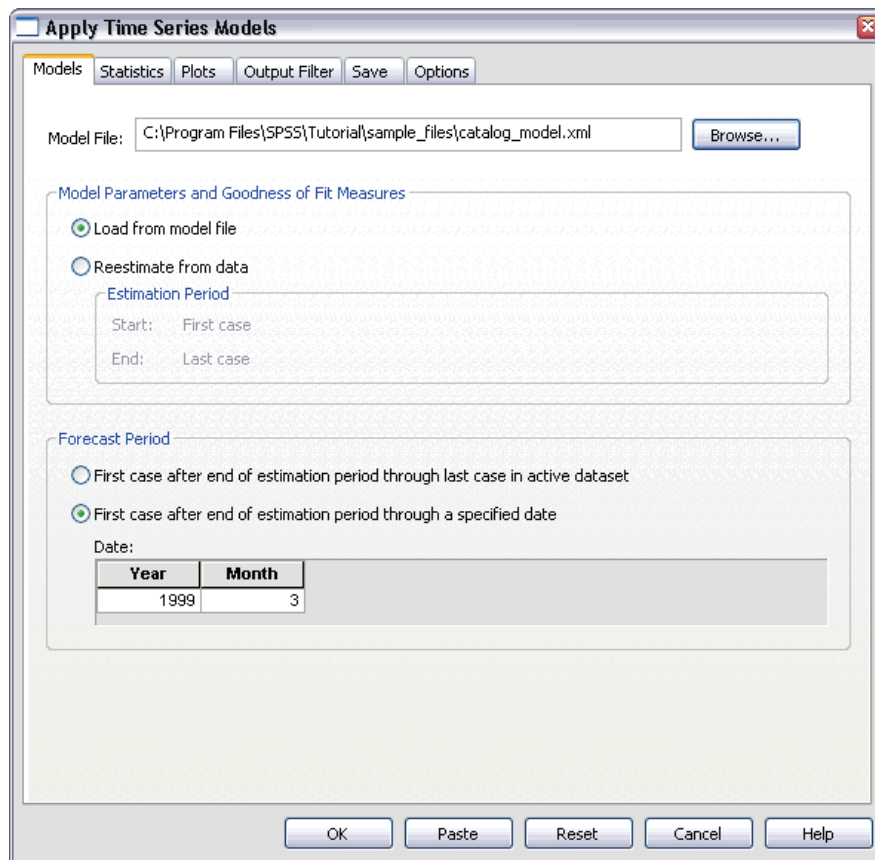 Apply Time Series Models
Models Statistics Plots Output Filter Save Options
Model File: C:\Program Files\SPSS\Tutorial\sample_files\catalog_model.xml Browse...
Model Parameters and Goodness of Fit Measures
Load from model file
Reestimate from data
Estimation Period
Start: First case
End: Last case
Forecast Period
First case after end of estimation period through last case in active dataset
First case after end of estimation period through a specified date
Date:
Year Month
1999 3
OK Paste Reset Cancel Help